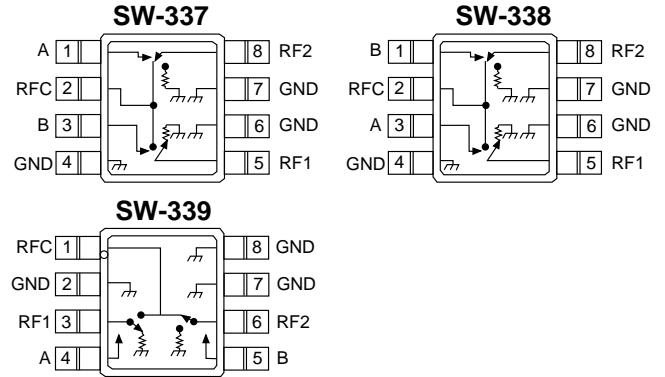 SW-337
A 1 8 RF2
RFC 2 7 GND
B 3 6 GND
GND 4 5 RF1
SW-338
B 1 8 RF2
RFC 2 7 GND
A 3 6 GND
GND 4 5 RF1
SW-339
RFC 1 8 GND
GND 2 7 GND
RF1 3 6 RF2
A 4 5 B